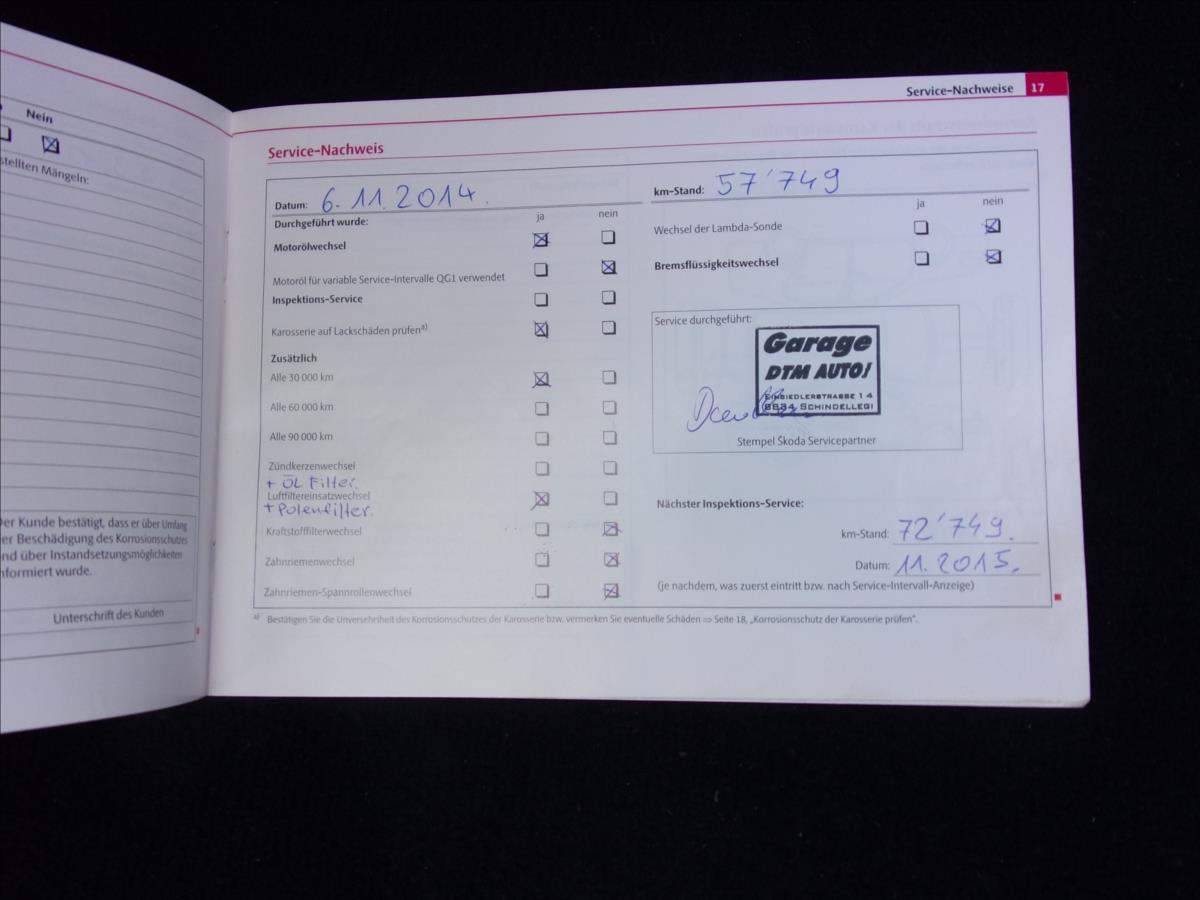 Nein
stellten Mängeln:
Der Kunde bestätigt, dass er über Umfang
er Beschädigung des Korrosionsschutzes
nd über Instandsetzungsmöglichkeiten
nformiert wurde.
Unterschrift des Kunden
Service-Nachweise 17
Service-Nachweis
Datum: 6. 11. 2014.
Durchgeführt wurde: ja nein
Motorölwechsel
Motoröl für variable Service-Intervalle QG1 verwendet
Inspektions-Service
Karosserie auf Lackschäden prüfen a)
Zusätzlich
Alle 30 000 km
Alle 60 000 km
Alle 90 000 km
Zündkerzenwechsel
+ ÖL Filter.
Luftfiltereinsatzwechsel
+ Polenfilter.
Kraftstofffilterwechsel
Zahnriemenwechsel
Zahnriemen-Spannrollenwechsel
km-Stand: 57'749
ja nein
Wechsel der Lambda-Sonde
Bremsflüssigkeitswechsel
Service durchgeführt:
Garage
DTM AUTO!
EINSIEDLERSTRASSE 14
8834 SCHINDELLEGI
Stempel Škoda Servicepartner
Nächster Inspektions-Service:
km-Stand: 72'749.
Datum: 11. 2015.
(je nachdem, was zuerst eintritt bzw. nach Service-Intervall-Anzeige)
a) Bestätigen Sie die Unversehrtheit des Korrosionsschutzes der Karosserie bzw. vermerken Sie eventuelle Schäden ⇒ Seite 18, „Korrosionsschutz der Karosserie prüfen“.